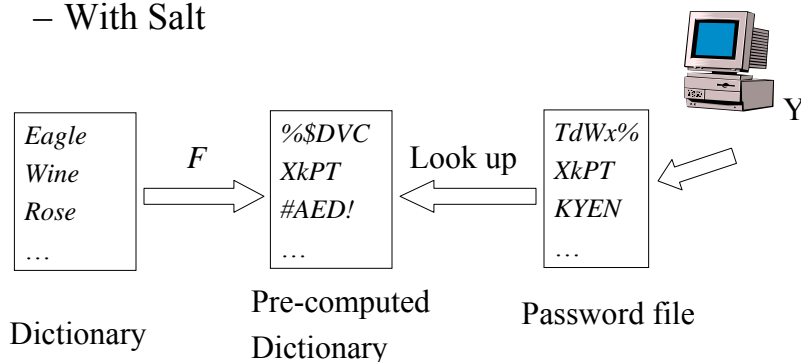 – With Salt
Y
Eagle
Wine
Rose
…
F
%$DVC
XkPT
#AED!
…
Look up
TdWx%
XkPT
KYEN
…
Dictionary
Pre-computed
Dictionary
Password file